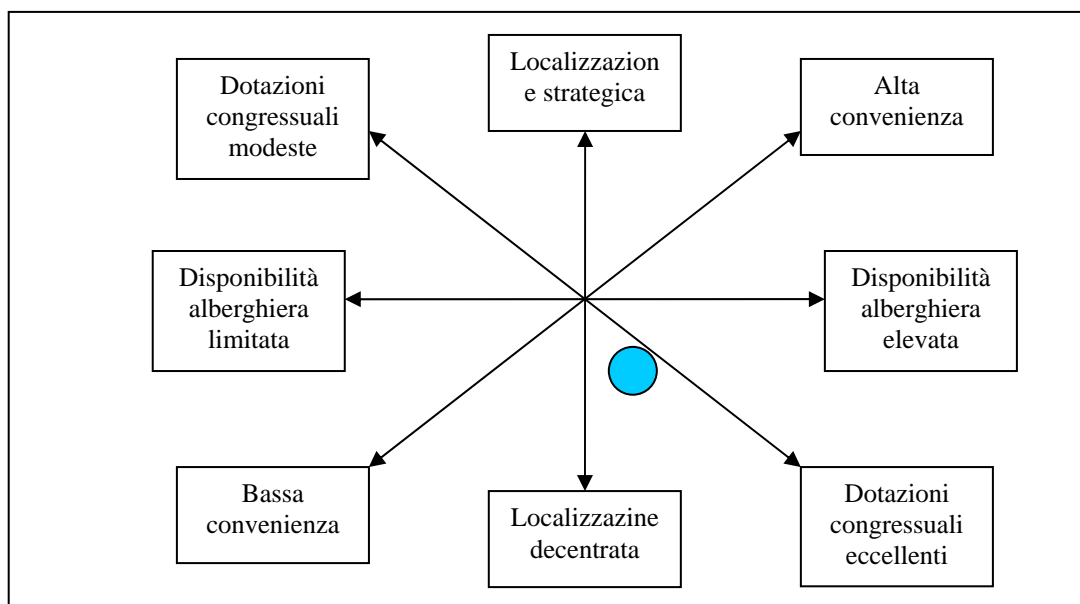 Dotazioni
congressuali
modeste
Localizzazion
e strategica
Alta
convenienza
Disponibilità
alberghiera
limitata
Disponibilità
alberghiera
elevata
Bassa
convenienza
Localizzazine
decentrata
Dotazioni
congressuali
eccellenti